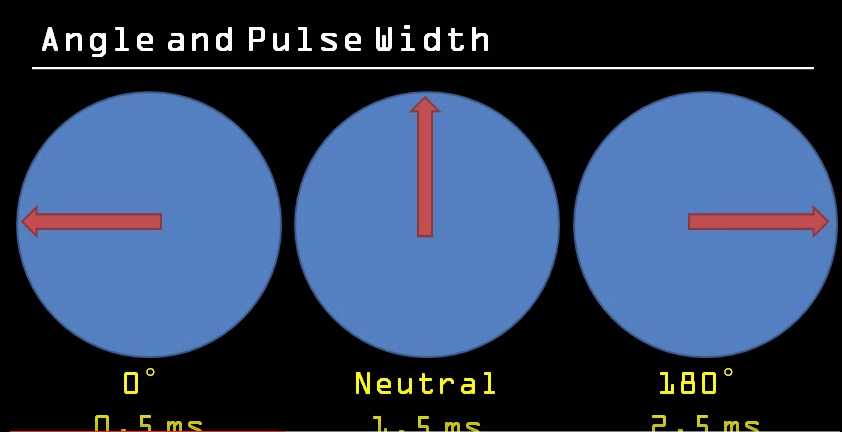 Angle and Pulse Width
0° Neutral 180°
0.5 ms 1.5 ms 2.5 ms